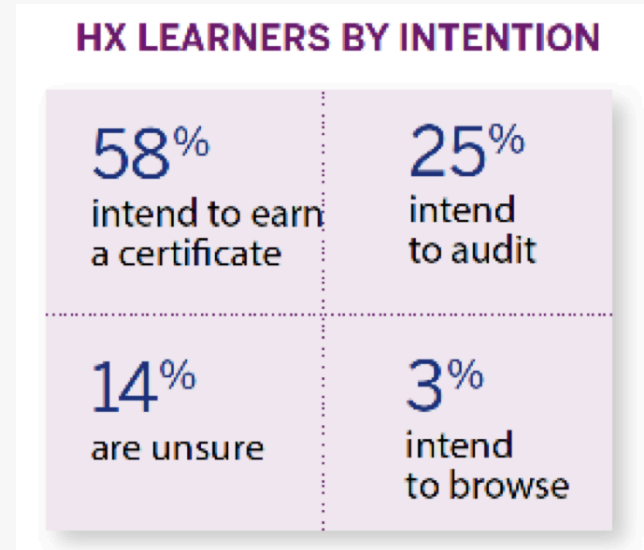 HX LEARNERS BY INTENTION
58%
intend to earn
a certificate
25%
intend
to audit
14%
are unsure
3%
intend
to browse